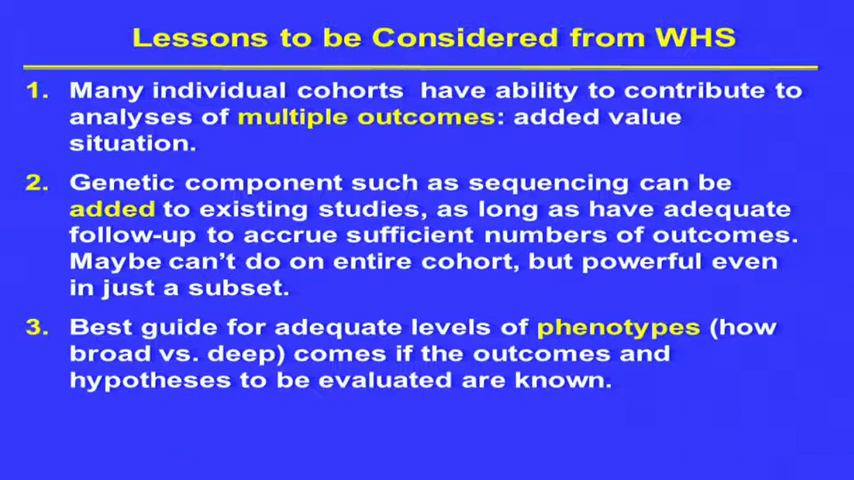 Lessons to be Considered from WHS
1. Many individual cohorts have ability to contribute to
analyses of multiple outcomes: added value
situation.
2. Genetic component such as sequencing can be
added to existing studies, as long as have adequate
follow-up to accrue sufficient numbers of outcomes.
Maybe can't do on entire cohort, but powerful even
in just a subset.
3. Best guide for adequate levels of phenotypes (how
broad vs. deep) comes if the outcomes and
hypotheses to be evaluated are known.